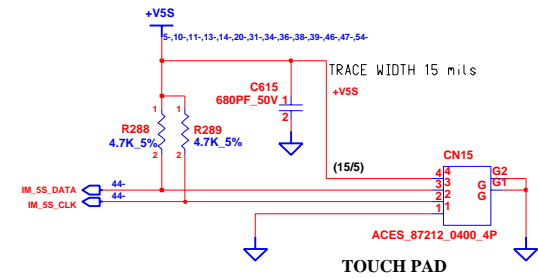 +V5S
5-,10-,11-,13-,14-,20-,31-,34-,36-,38-,39-,46-,47-,54-
TRACE WIDTH 15 mils
+V5S
C615
680PF_50V
1
2
1
1
R288
4.7K_5%
R289
4.7K_5%
2
2
(15/5)
CN15
4 4
3 3
2 2
1 1
G G2
G G1
IM_5S_DATA 44-
IM_5S_CLK 44-
ACES_87212_0400_4P
TOUCH PAD